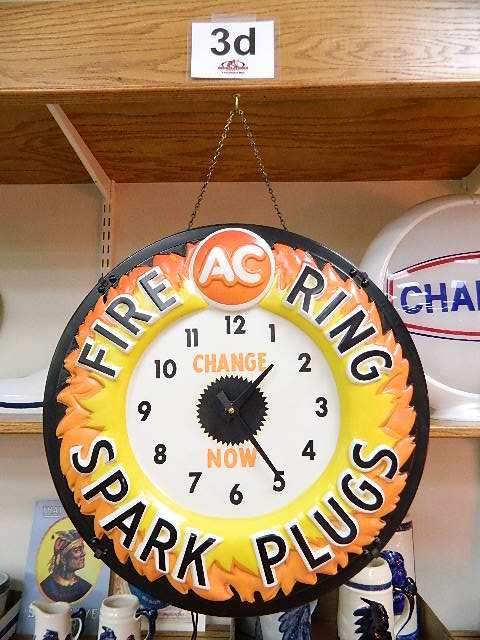 3d
AC
FIRE RING
12
11 1
CHANGE
10 2
9 3
8 4
NOW
7 5
6
SPARK PLUGS
CHA